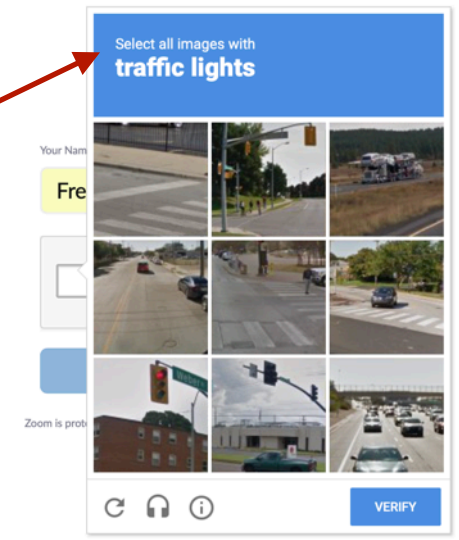 Select all images with
traffic lights
Your Nam
Fre
Zoom is prot
VERIFY